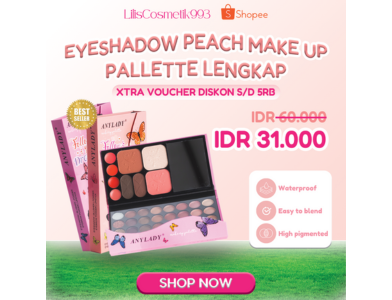 LilisCosmetik993
Shopee
EYESHADOW PEACH MAKE UP
PALLETTE LENGKAP
XTRA VOUCHER DISKON S/D 5RB
BEST
SELLER
IDR 60.000
IDR 31.000
ANYLADY
ANYLADY
Waterproof
Easy to blend
High pigmented
SHOP NOW